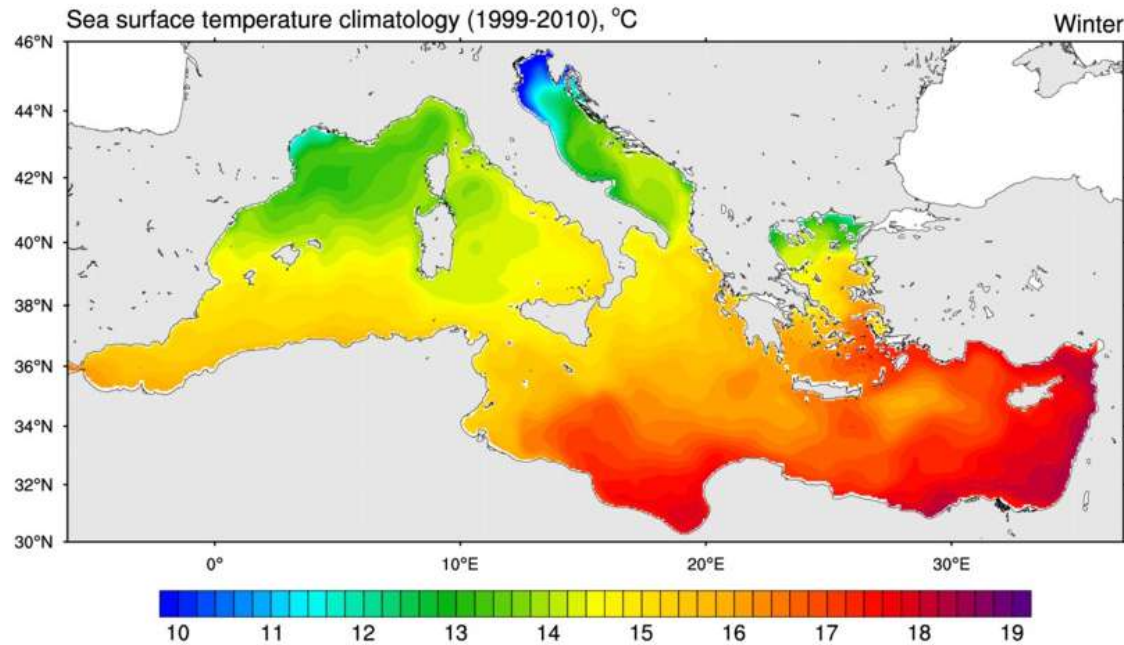 Sea surface temperature climatology (1999-2010), °C Winter
46°N
44°N
42°N
40°N
38°N
36°N
34°N
32°N
30°N
0° 10°E 20°E 30°E
10 11 12 13 14 15 16 17 18 19